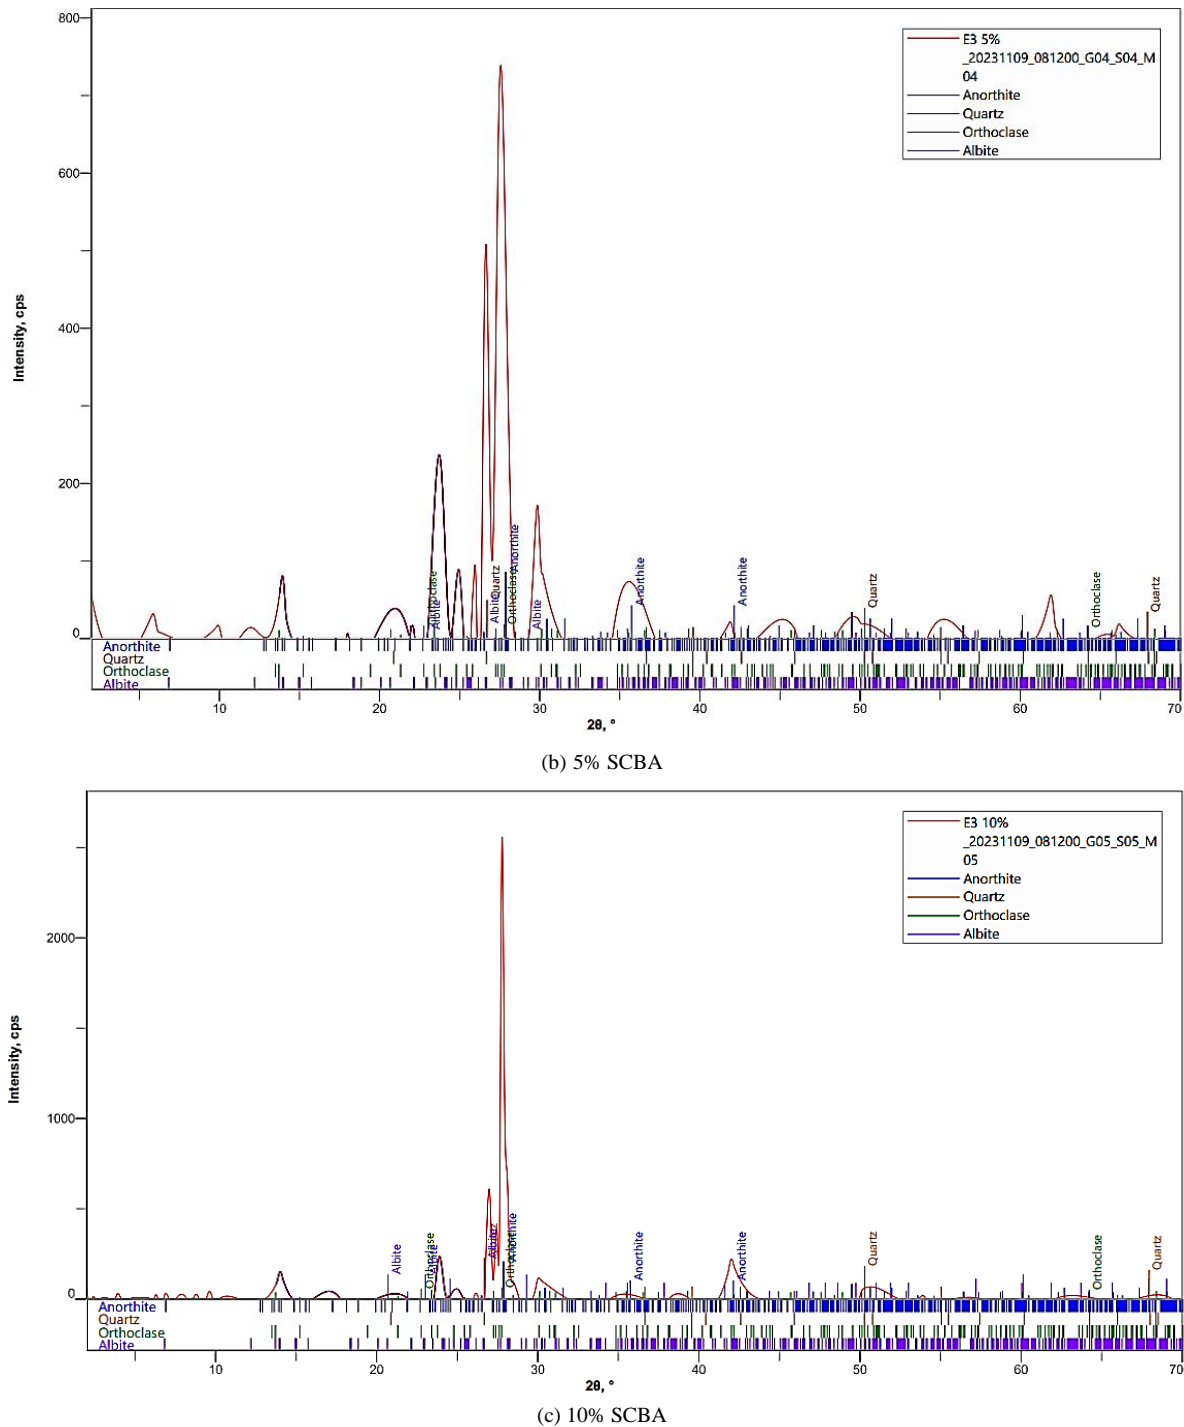 800
E3 5%
_20231109_081200_G04_S04_M
04
Anorthite
Quartz
Orthoclase
Albite
600
Intensity, cps
400
200
Anorthite
Quartz
Orthoclase
Orthoclase
Albite
Albite
Albite
Anorthite
Anorthite
Quartz
Orthoclase
Quartz
0
Anorthite
Quartz
Orthoclase
Albite
10 20 30 40 50 60 70
2θ, °
(b) 5% SCBA
E3 10%
_20231109_081200_G05_S05_M
05
Anorthite
Quartz
Orthoclase
Albite
2000
Intensity, cps
1000
Albite
Orthoclase
Albite
Albite
Quartz
Orthoclase
Anorthite
Anorthite
Anorthite
Quartz
Orthoclase
Quartz
0
Anorthite
Quartz
Orthoclase
Albite
10 20 30 40 50 60 70
2θ, °
(c) 10% SCBA